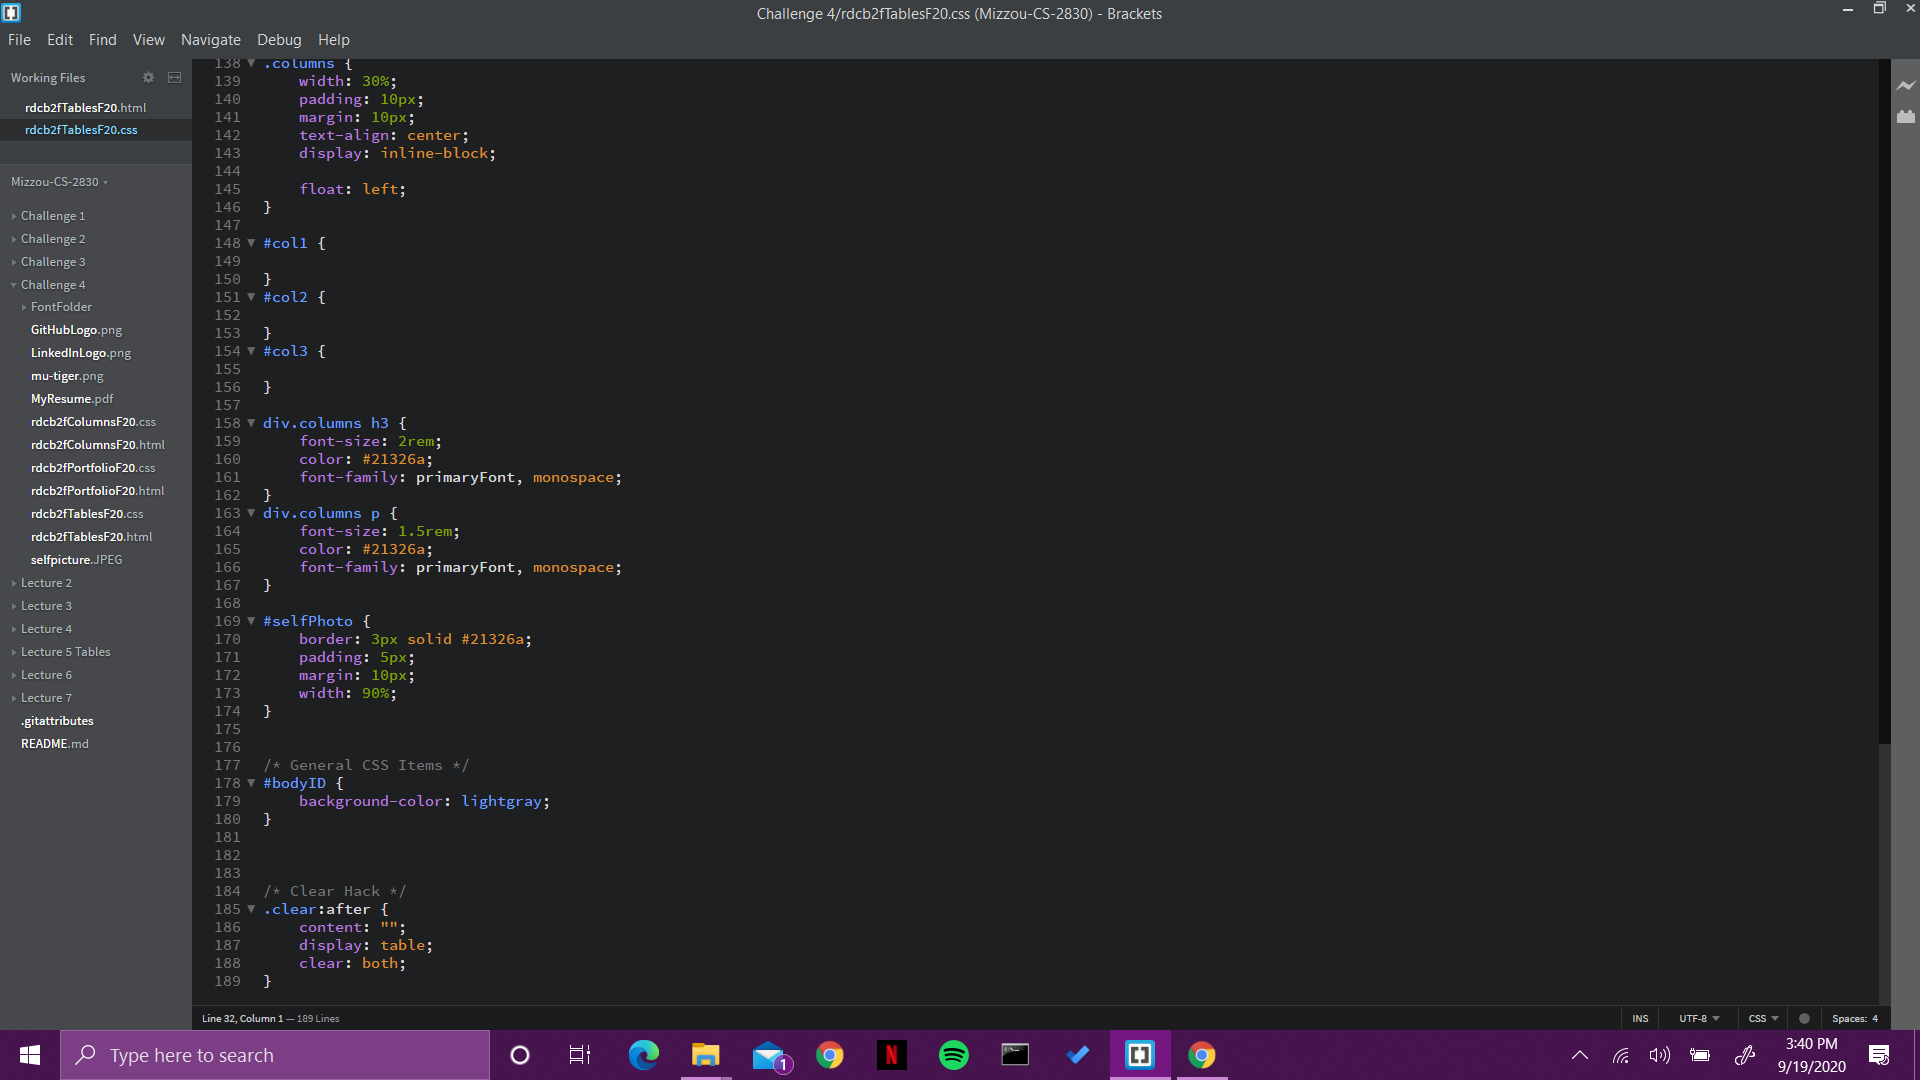 Challenge 4/rdcb2fTablesF20.css (Mizzou-CS-2830) - Brackets
File Edit Find View Navigate Debug Help
Working Files
rdcb2fTablesF20.html
rdcb2fTablesF20.css
Mizzou-CS-2830
Challenge 1
Challenge 2
Challenge 3
Challenge 4
FontFolder
GitHubLogo.png
LinkedInLogo.png
mu-tiger.png
MyResume.pdf
rdcb2fColumnsF20.css
rdcb2fColumnsF20.html
rdcb2fPortfolioF20.css
rdcb2fPortfolioF20.html
rdcb2fTablesF20.css
rdcb2fTablesF20.html
selfpicture.JPEG
Lecture 2
Lecture 3
Lecture 4
Lecture 5 Tables
Lecture 6
Lecture 7
.gitattributes
README.md
138 .columns {
139 width: 30%;
140 padding: 10px;
141 margin: 10px;
142 text-align: center;
143 display: inline-block;
144
145 float: left;
146 }
147
148 #col1 {
149
150 }
151 #col2 {
152
153 }
154 #col3 {
155
156 }
157
158 div.columns h3 {
159 font-size: 2rem;
160 color: #21326a;
161 font-family: primaryFont, monospace;
162 }
163 div.columns p {
164 font-size: 1.5rem;
165 color: #21326a;
166 font-family: primaryFont, monospace;
167 }
168
169 #selfPhoto {
170 border: 3px solid #21326a;
171 padding: 5px;
172 margin: 10px;
173 width: 90%;
174 }
175
176
177 /* General CSS Items */
178 #bodyID {
179 background-color: lightgray;
180 }
181
182
183
184 /* Clear Hack */
185 .clear:after {
186 content: "";
187 display: table;
188 clear: both;
189 }
Line 32, Column 1 — 189 Lines
INS UTF-8 CSS Spaces: 4
Type here to search
1
N
3:40 PM
9/19/2020